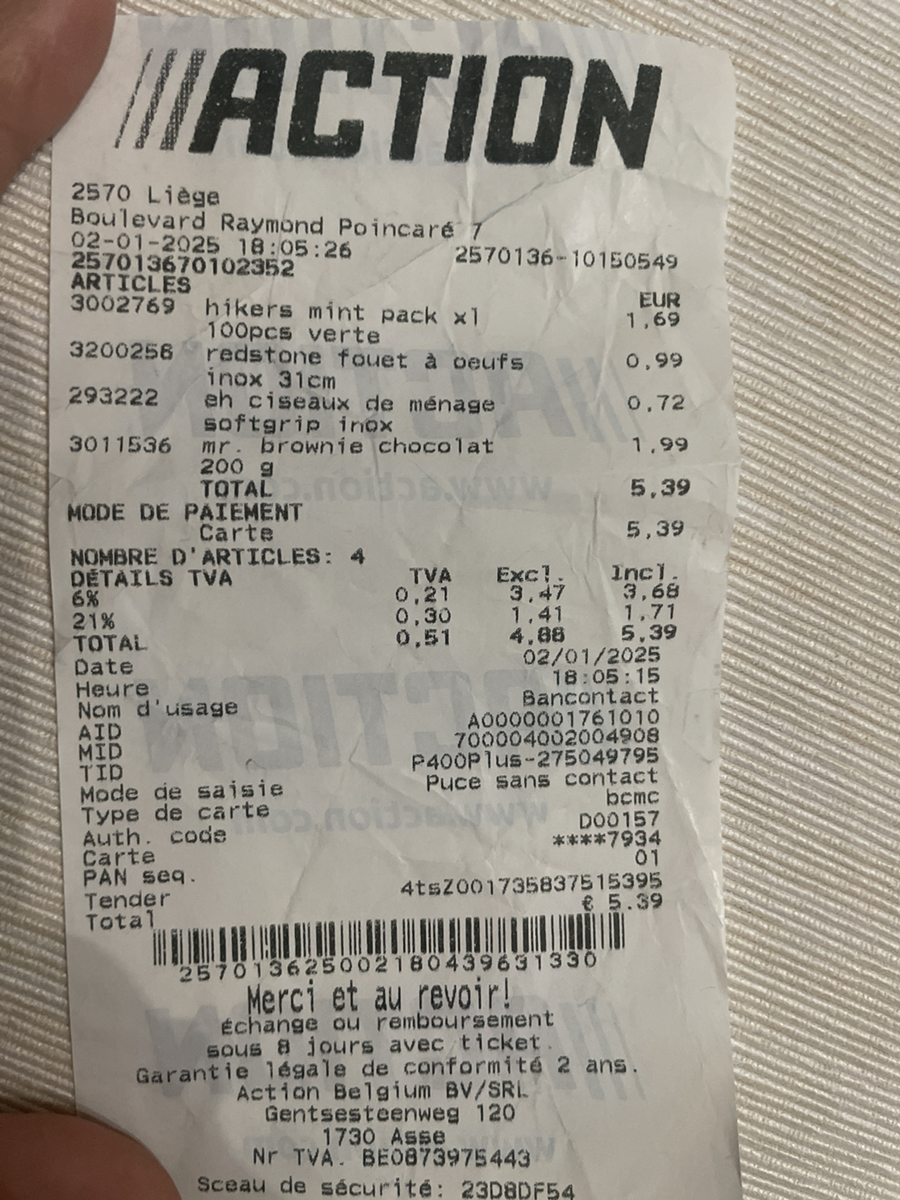 ACTION
2570 Liège
Boulevard Raymond Poincaré 7
02-01-2025 18:05:26 2570136-10150549
257013670102352
ARTICLES EUR
3002769 hikers mint pack x1 1,69
100pcs verte
3200256 redstone fouet à oeufs 0,99
inox 31cm
293222 eh ciseaux de ménage 0,72
softgrip inox
3011536 mr. brownie chocolat 1,99
200 g
TOTAL 5,39
MODE DE PAIEMENT
Carte 5,39
NOMBRE D'ARTICLES: 4
DÉTAILS TVA TVA Excl. Incl.
6% 0,21 3,47 3,68
21% 0,30 1,41 1,71
TOTAL 0,51 4,88 5,39
Date 02/01/2025
Heure 18:05:15
Nom d'usage Bancontact
AID A0000001761010
MID 700004002004908
TID P400Plus-275049795
Mode de saisie Puce sans contact
Type de carte bcmc
Auth. code D00157
Carte ****7934
PAN seq. 01
Tender 4tsZ001735837515395
Total € 5.39
2570136250021804396313​30
Merci et au revoir!
Échange ou remboursement
sous 8 jours avec ticket.
Garantie légale de conformité 2 ans.
Action Belgium BV/SRL
Gentsesteenweg 120
1730 Asse
Nr TVA. BE0873975443
Sceau de sécurité: 23D8DF54